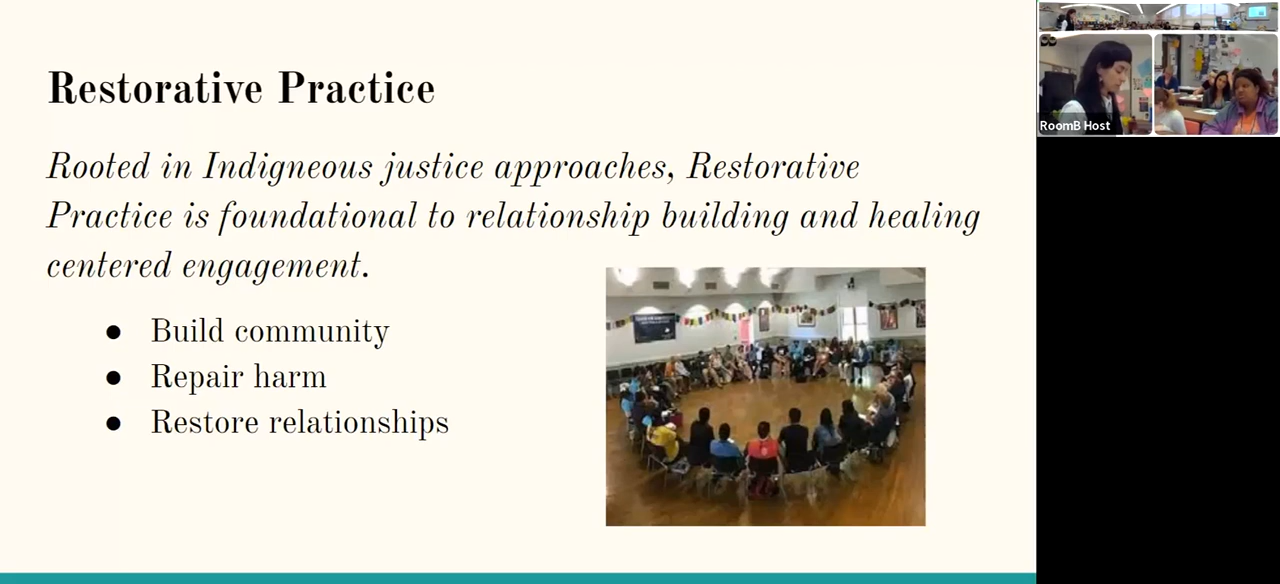 Restorative Practice
Rooted in Indigneous justice approaches, Restorative
Practice is foundational to relationship building and healing
centered engagement.
● Build community
● Repair harm
● Restore relationships
RoomB Host